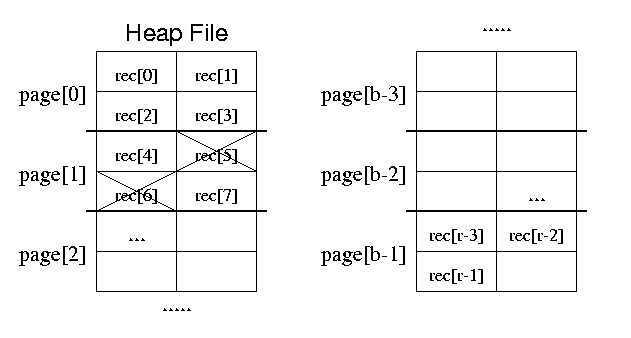 Heap File
page[0]
rec[0] rec[1]
rec[2] rec[3]
page[1]
rec[4] rec[5]
rec[6] rec[7]
page[2]
...
.....
.....
page[b-3]
page[b-2]
...
page[b-1]
rec[r-3] rec[r-2]
rec[r-1]